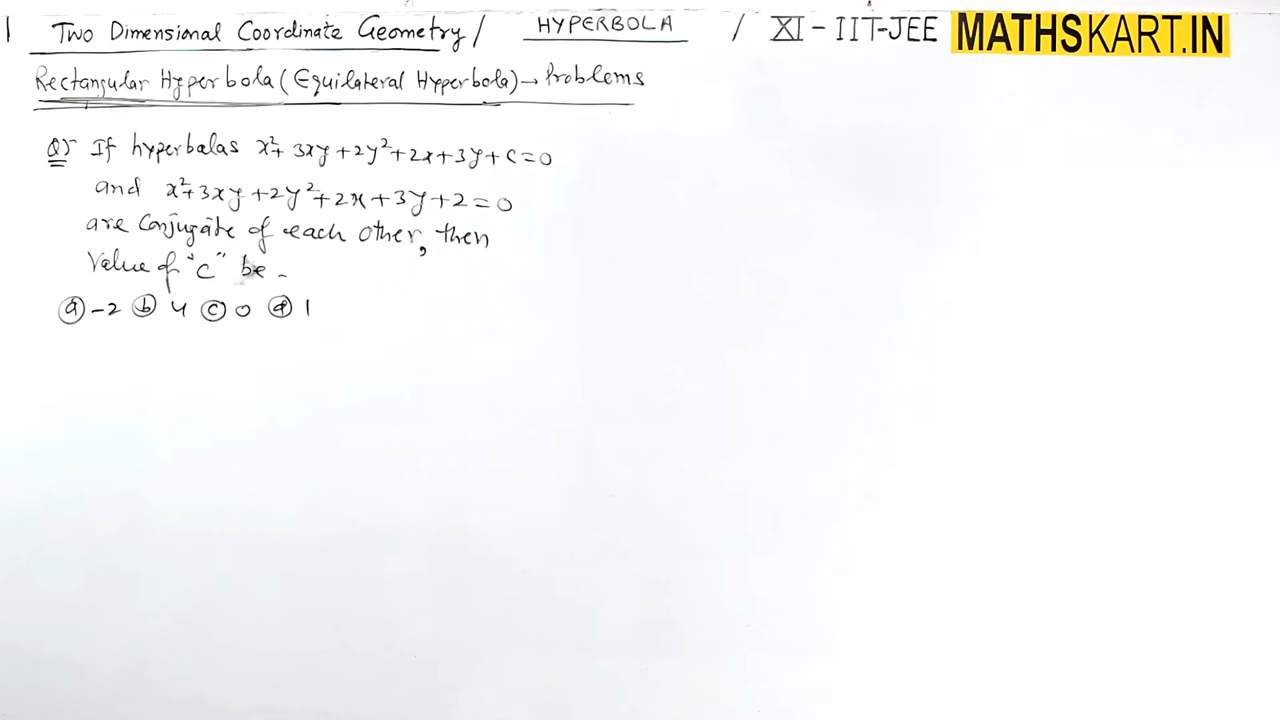 1 Two Dimensional Coordinate Geometry / HYPERBOLA / XI - IIT-JEE MATHSKART.IN
Rectangular Hyperbola (Equilateral Hyperbola) → Problems
Q) If hyperbalas x²+3xy+2y²+2x+3y+c=0
and x²+3xy+2y²+2x+3y+2=0
are conjugate of each other, then
Value of "c" be -
ⓐ -2 ⓑ 4 ⓒ 0 ⓓ 1